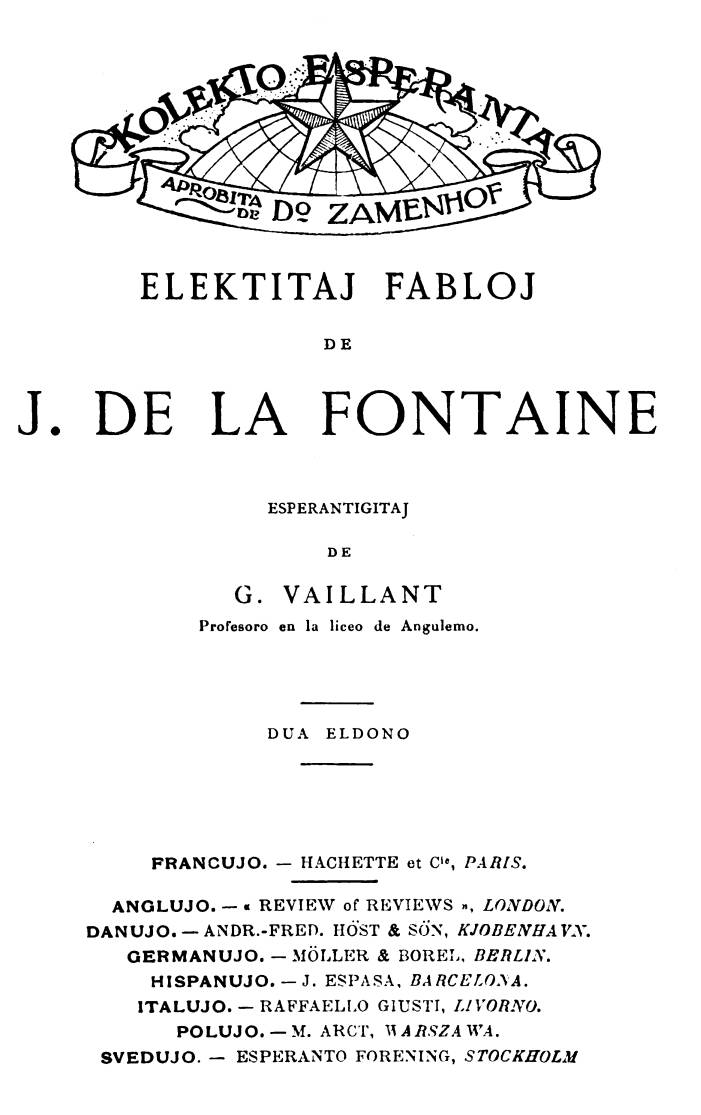 KOLEKTO ESPERANTA
APROBITA
DE Dº ZAMENHOF
ELEKTITAJ FABLOJ
DE
J. DE LA FONTAINE
ESPERANTIGITAJ
DE
G. VAILLANT
Profesoro en la liceo de Angulemo.
DUA ELDONO
FRANCUJO. — HACHETTE et Cie, PARIS.
ANGLUJO. — « REVIEW of REVIEWS », LONDON.
DANUJO. — ANDR.-FRED. HÖST & SÖN, KJOBENHAVN.
GERMANUJO. — MÖLLER & BOREL, BERLIN.
HISPANUJO. — J. ESPASA, BARCELONA.
ITALUJO. — RAFFAELLO GIUSTI, LIVORNO.
POLUJO. — M. ARCT, WARSZAWA.
SVEDUJO. — ESPERANTO FORENING, STOCKHOLM